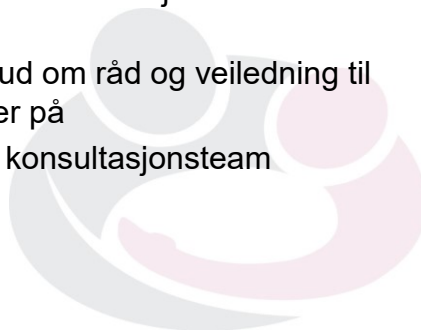 ud om råd og veiledning til
er på
konsultasjonsteam